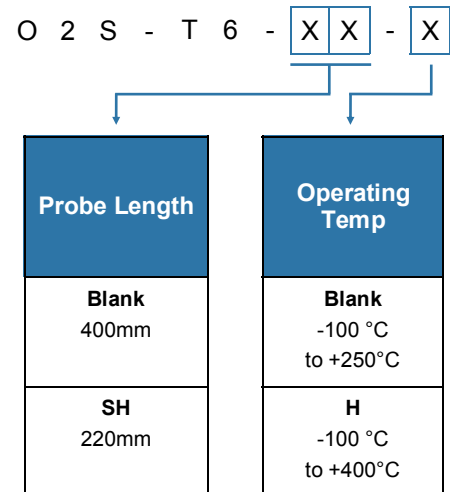 O 2 S - T 6 - X X - X
Probe Length
Blank
400mm
SH
220mm
Operating
Temp
Blank
-100 °C
to +250°C
H
-100 °C
to +400°C